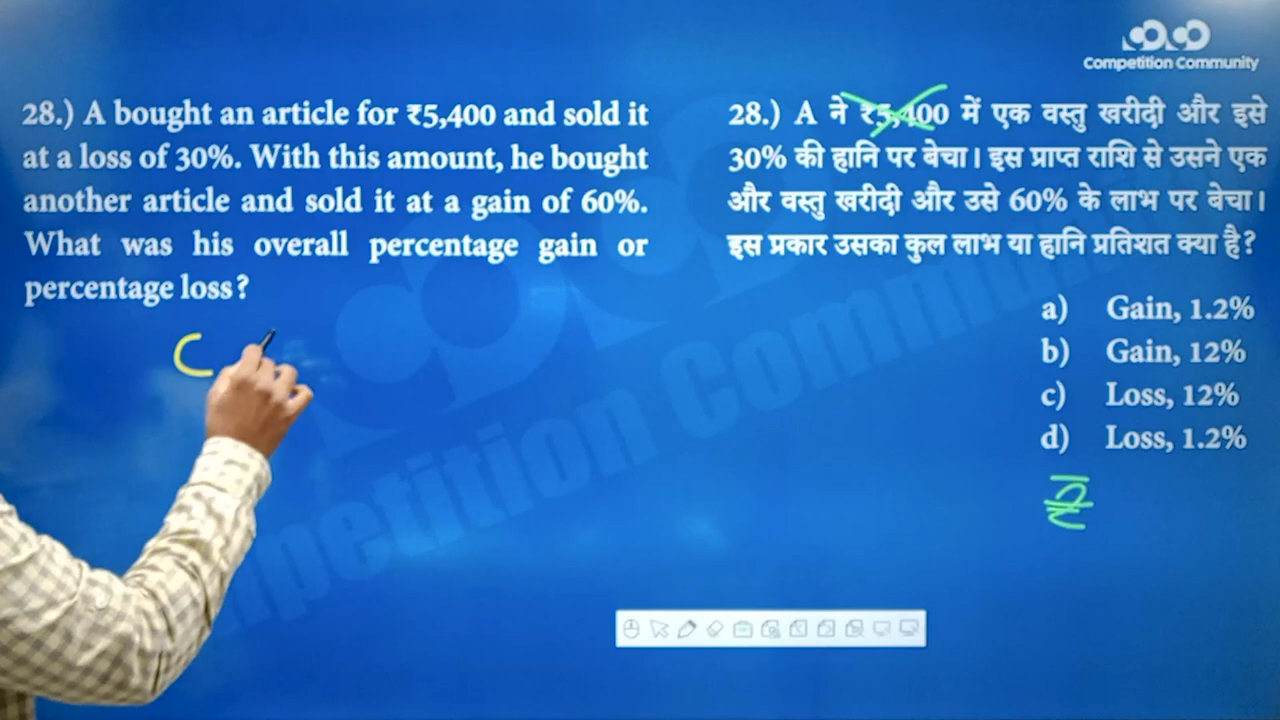 Competition Community
28.) A bought an article for ₹5,400 and sold it
at a loss of 30%. With this amount, he bought
another article and sold it at a gain of 60%.
What was his overall percentage gain or
percentage loss?
28.) A ने ₹5,400 में एक वस्तु खरीदी और इसे
30% की हानि पर बेचा। इस प्राप्त राशि से उसने एक
और वस्तु खरीदी और उसे 60% के लाभ पर बेचा।
इस प्रकार उसका कुल लाभ या हानि प्रतिशत क्या है?
a) Gain, 1.2%
b) Gain, 12%
c) Loss, 12%
d) Loss, 1.2%
C
Competition Community